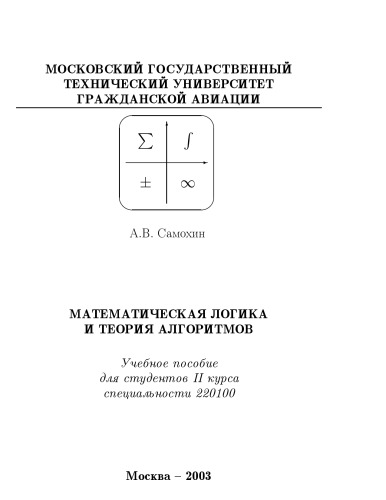 МОСКОВСКИЙ ГОСУДАРСТВЕННЫЙ
ТЕХНИЧЕСКИЙ УНИВЕРСИТЕТ
ГРАЖДАНСКОЙ АВИАЦИИ
∑ ∫
± ∞
А.В. Самохин
МАТЕМАТИЧЕСКАЯ ЛОГИКА
И ТЕОРИЯ АЛГОРИТМОВ
Учебное пособие
для студентов II курса
специальности 220100
Москва – 2003